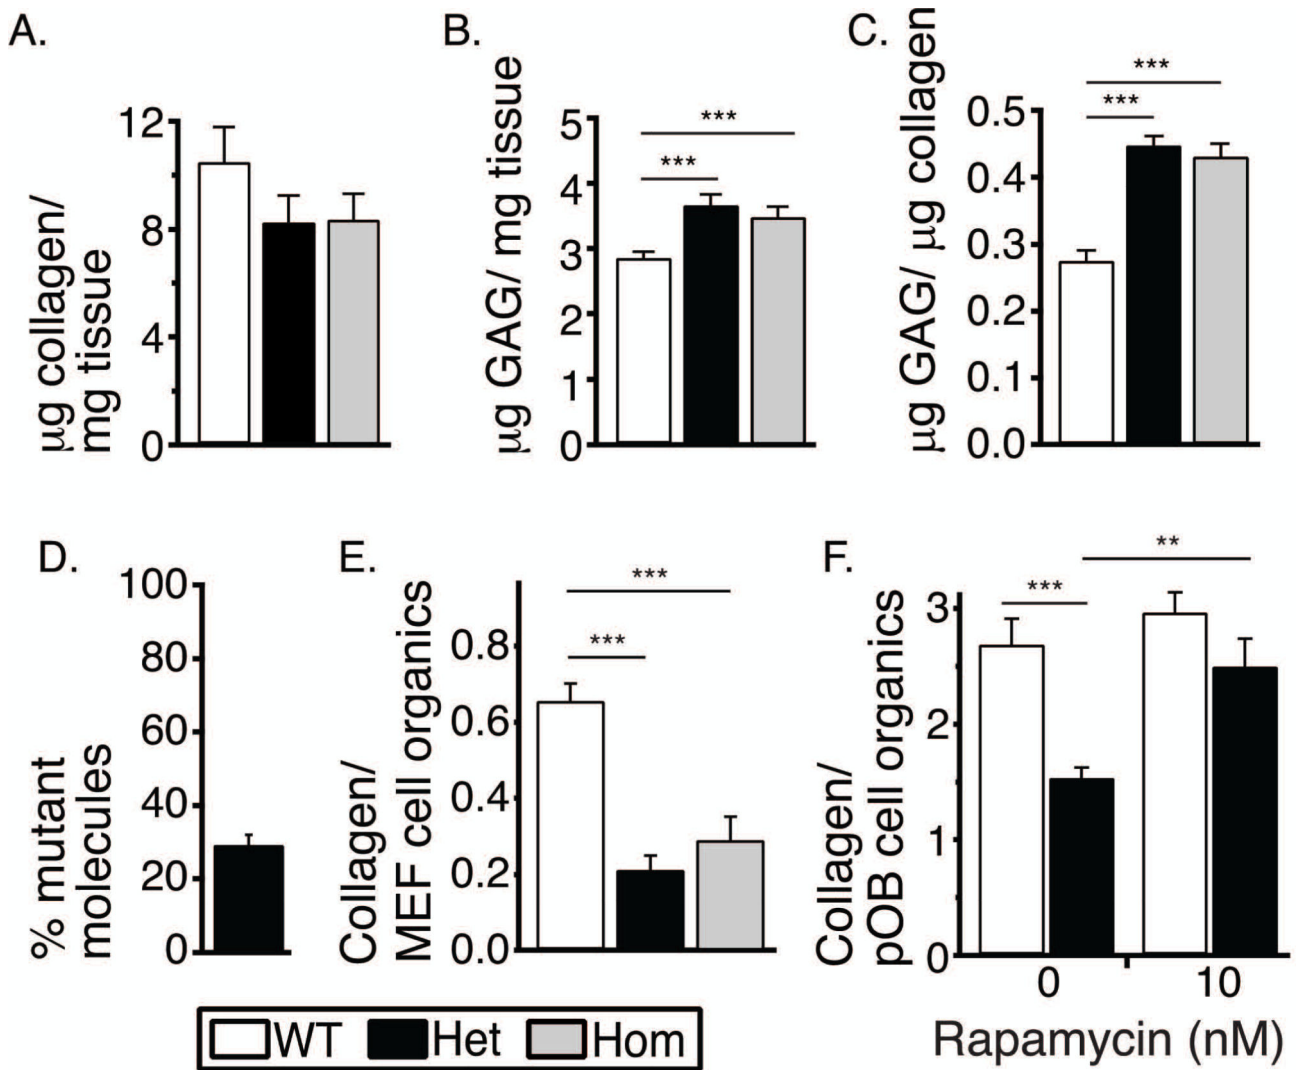 A.
μg collagen/
mg tissue
12
8
4
0
B.
μg GAG/ mg tissue
5
4
3
2
1
0
***
***
C.
μg GAG/ μg collagen
0.5
0.4
0.3
0.2
0.1
0.0
***
***
D.
% mutant
molecules
100
80
60
40
20
0
E.
Collagen/
MEF cell organics
0.8
0.6
0.4
0.2
0.0
***
***
F.
Collagen/
pOB cell organics
3
2
1
0
**
***
0 10
Rapamycin (nM)
WT Het Hom